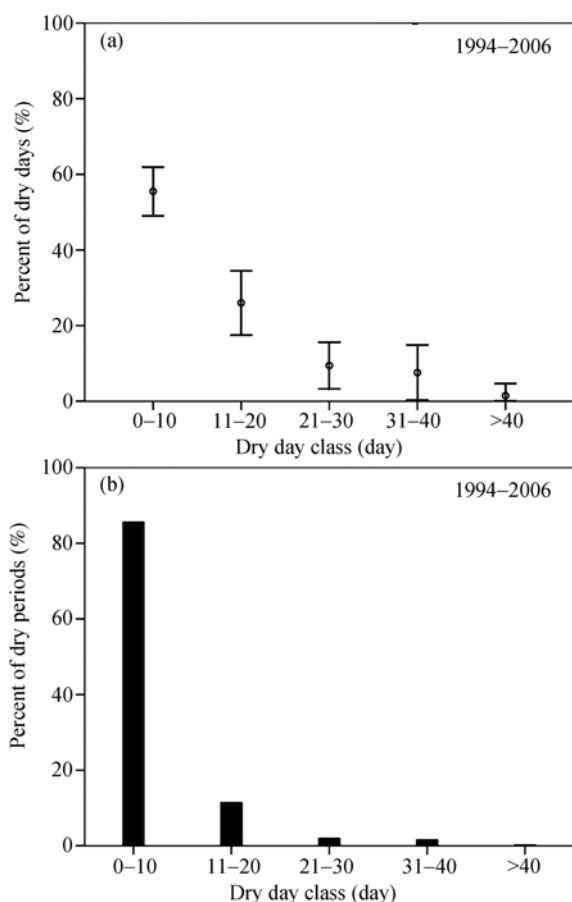 (a)
1994–2006
100
80
60
40
20
0
Percent of dry days (%)
0–10 11–20 21–30 31–40 >40
Dry day class (day)
(b)
1994–2006
100
80
60
40
20
0
Percent of dry periods (%)
0–10 11–20 21–30 31–40 >40
Dry day class (day)